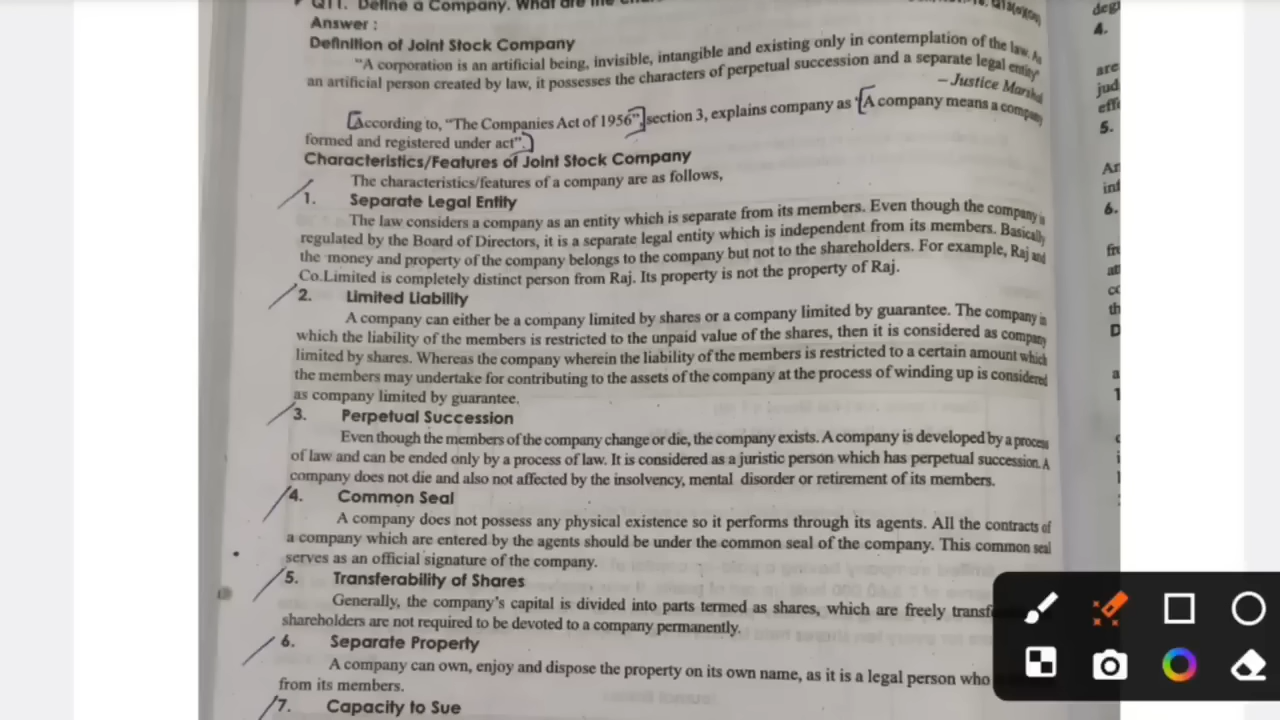 Q11. Define a Company. What are the
Answer :
Definition of Joint Stock Company
"A corporation is an artificial being, invisible, intangible and existing only in contemplation of the law. As
an artificial person created by law, it possesses the characters of perpetual succession and a separate legal entity"
– Justice Marshal
According to, "The Companies Act of 1956", section 3, explains company as "A company means a company
formed and registered under act".
Characteristics/Features of Joint Stock Company
The characteristics/features of a company are as follows,
1. Separate Legal Entity
The law considers a company as an entity which is separate from its members. Even though the company is
regulated by the Board of Directors, it is a separate legal entity which is independent from its members. Basically
the money and property of the company belongs to the company but not to the shareholders. For example, Raj and
Co.Limited is completely distinct person from Raj. Its property is not the property of Raj.
2. Limited Liability
A company can either be a company limited by shares or a company limited by guarantee. The company in
which the liability of the members is restricted to the unpaid value of the shares, then it is considered as company
limited by shares. Whereas the company wherein the liability of the members is restricted to a certain amount which
the members may undertake for contributing to the assets of the company at the process of winding up is considered
as company limited by guarantee.
3. Perpetual Succession
Even though the members of the company change or die, the company exists. A company is developed by a process
of law and can be ended only by a process of law. It is considered as a juristic person which has perpetual succession. A
company does not die and also not affected by the insolvency, mental disorder or retirement of its members.
4. Common Seal
A company does not possess any physical existence so it performs through its agents. All the contracts of
a company which are entered by the agents should be under the common seal of the company. This common seal
serves as an official signature of the company.
5. Transferability of Shares
Generally, the company's capital is divided into parts termed as shares, which are freely
shareholders are not required to be devoted to a company permanently.
6. Separate Property
A company can own, enjoy and dispose the property on its own name, as it is a legal person who
from its members.
7. Capacity to Sue
4.
are
jud
effi
5.
6.